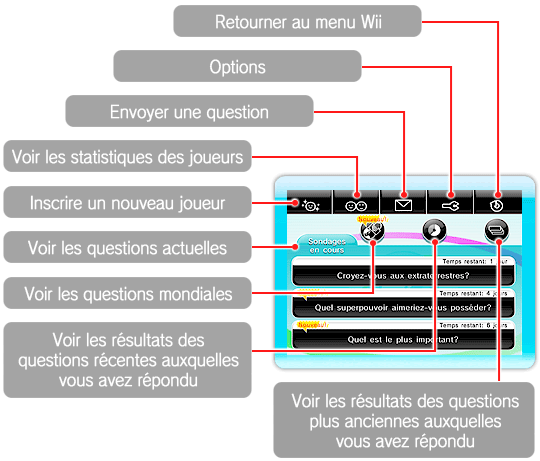 Retourner au menu Wii
Options
Envoyer une question
Voir les statistiques des joueurs
Inscrire un nouveau joueur
Voir les questions actuelles
Voir les questions mondiales
Voir les résultats des
questions récentes auxquelles
vous avez répondu
Nouveau!
Sondages
en cours
Temps restant: 1 jour
Croyez-vous aux extraterrestres?
Temps restant: 4 jours
Quel superpouvoir aimeriez-vous posséder?
Nouveau!
Temps restant: 6 jours
Quel est le plus important?
Voir les résultats des questions
plus anciennes auxquelles
vous avez répondu